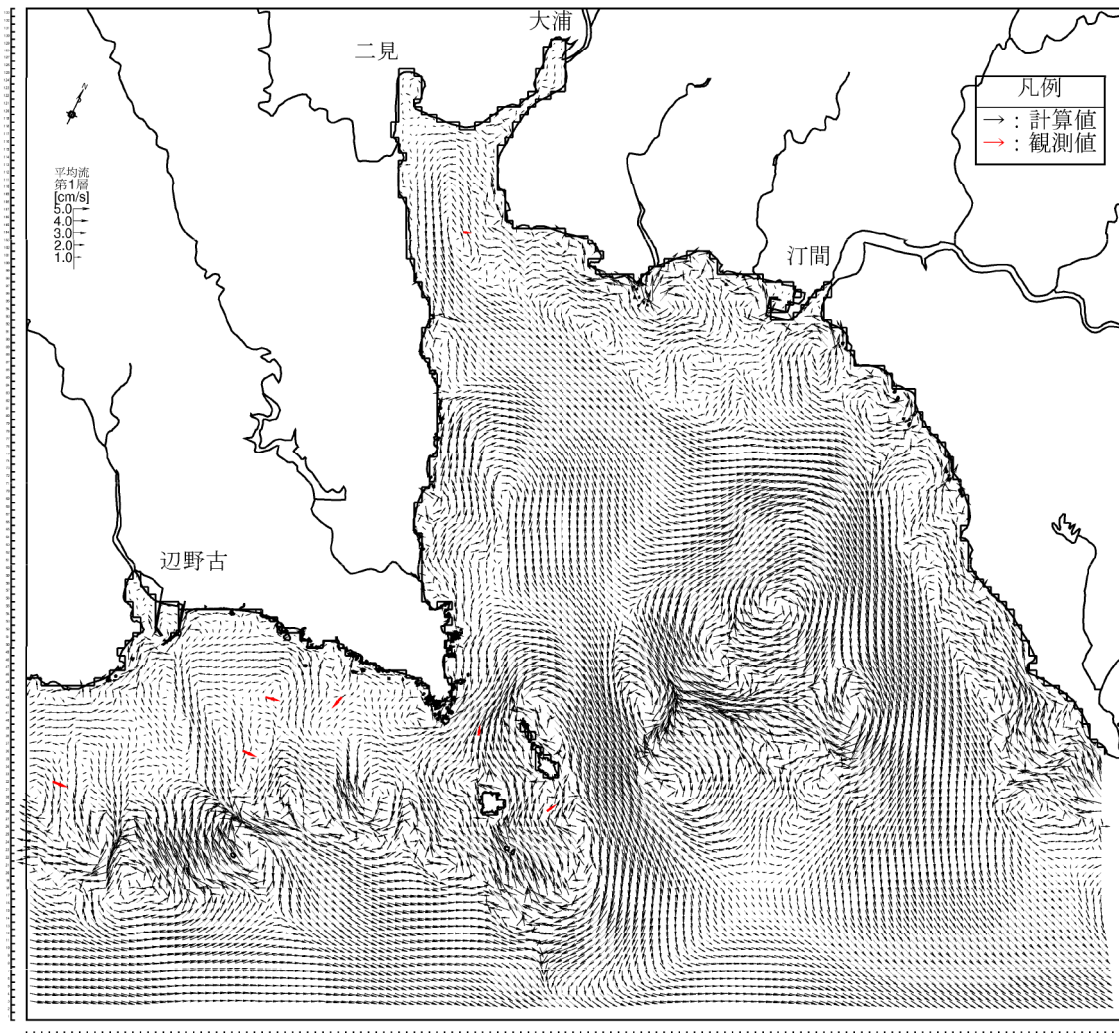 大浦
二見
凡例
→ : 計算値
→ : 観測値
N
平均流
第1層
[cm/s]
5.0
4.0
3.0
2.0
1.0
汀間
辺野古